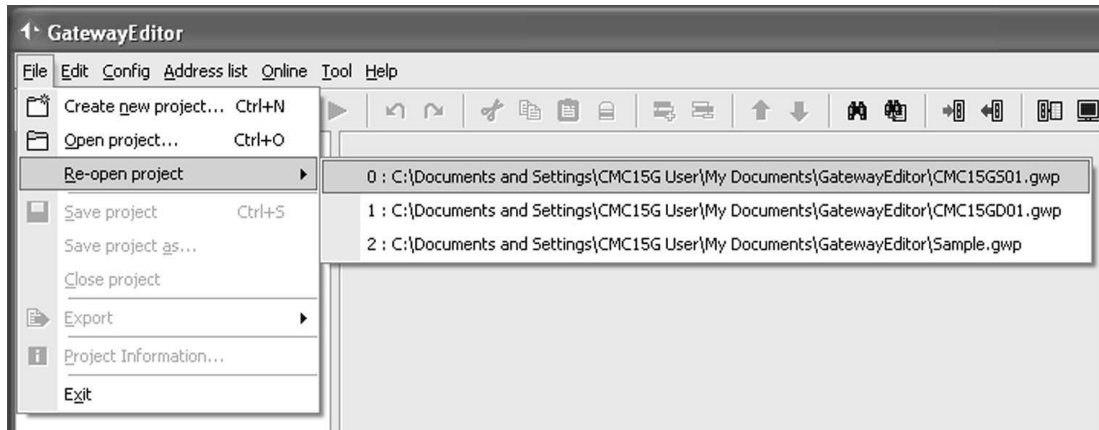 GatewayEditor
File Edit Config Address list Online Tool Help
Create new project... Ctrl+N
Open project... Ctrl+O
Re-open project
0 : C:\Documents and Settings\CMC15G User\My Documents\GatewayEditor\CMC15GS01.gwp
Save project Ctrl+S
1 : C:\Documents and Settings\CMC15G User\My Documents\GatewayEditor\CMC15GD01.gwp
Save project as...
2 : C:\Documents and Settings\CMC15G User\My Documents\GatewayEditor\Sample.gwp
Close project
Export
Project Information...
Exit